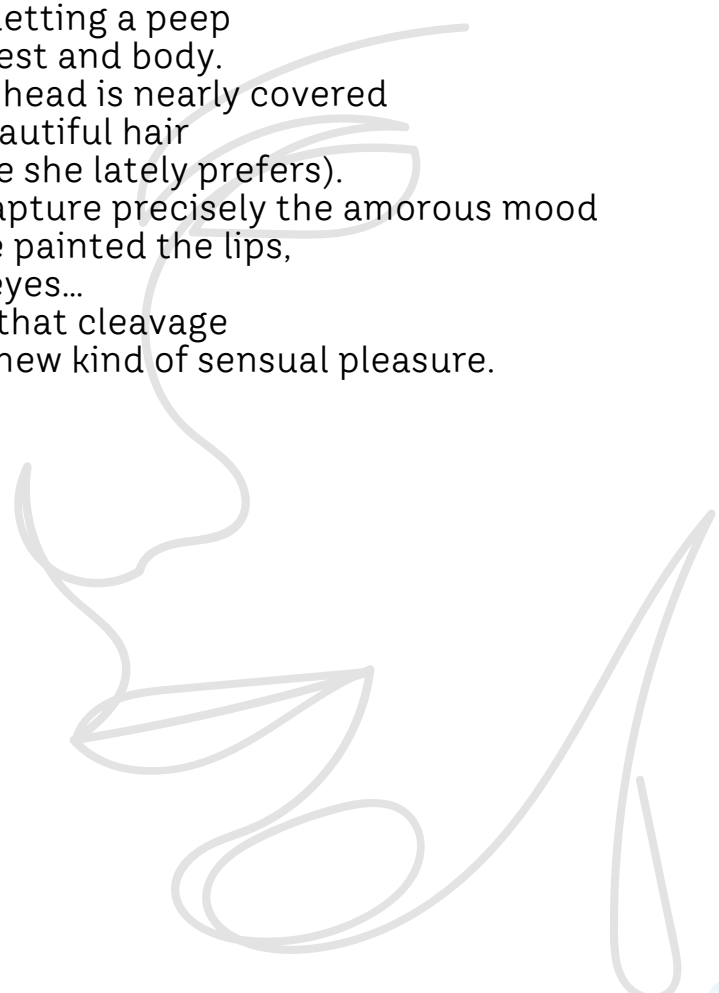 letting a peep
est and body.
head is nearly covered
autiful hair
e she lately prefers).
apture precisely the amorous mood
e painted the lips,
eyes...
that cleavage
new kind of sensual pleasure.